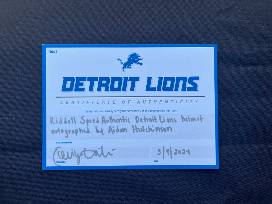 DETROIT LIONS
CERTIFICATE OF AUTHENTICITY
Riddell Speed Authentic Detroit Lions helmet
autographed by Aidan Hutchinson
3/9/2024